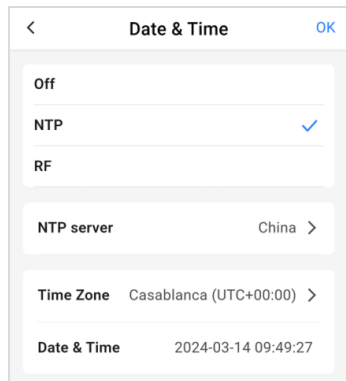 Date & Time OK
Off
NTP
RF
NTP server China
Time Zone Casablanca (UTC+00:00)
Date & Time 2024-03-14 09:49:27